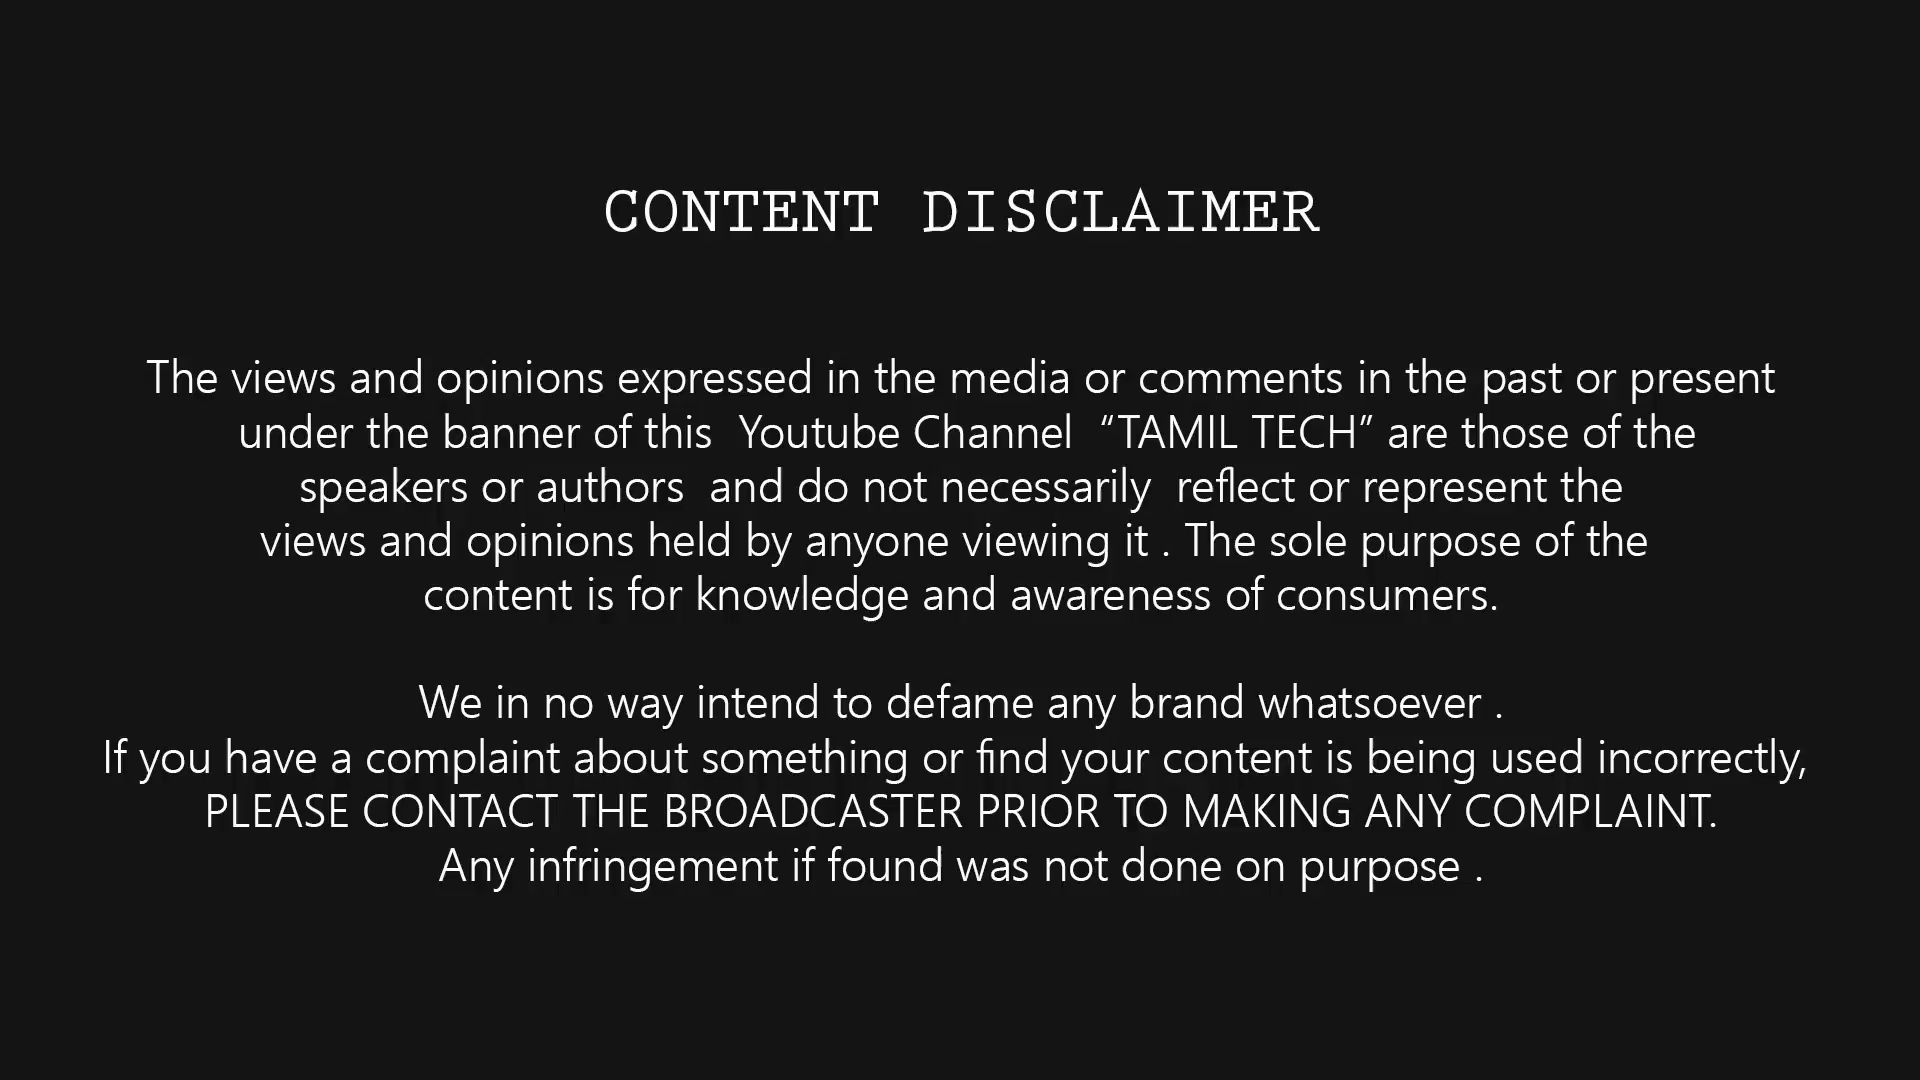 CONTENT DISCLAIMER
The views and opinions expressed in the media or comments in the past or present
under the banner of this  Youtube Channel  “TAMIL TECH” are those of the
speakers or authors  and do not necessarily  reflect or represent the
views and opinions held by anyone viewing it . The sole purpose of the
content is for knowledge and awareness of consumers.
We in no way intend to defame any brand whatsoever .
If you have a complaint about something or find your content is being used incorrectly,
PLEASE CONTACT THE BROADCASTER PRIOR TO MAKING ANY COMPLAINT.
Any infringement if found was not done on purpose .